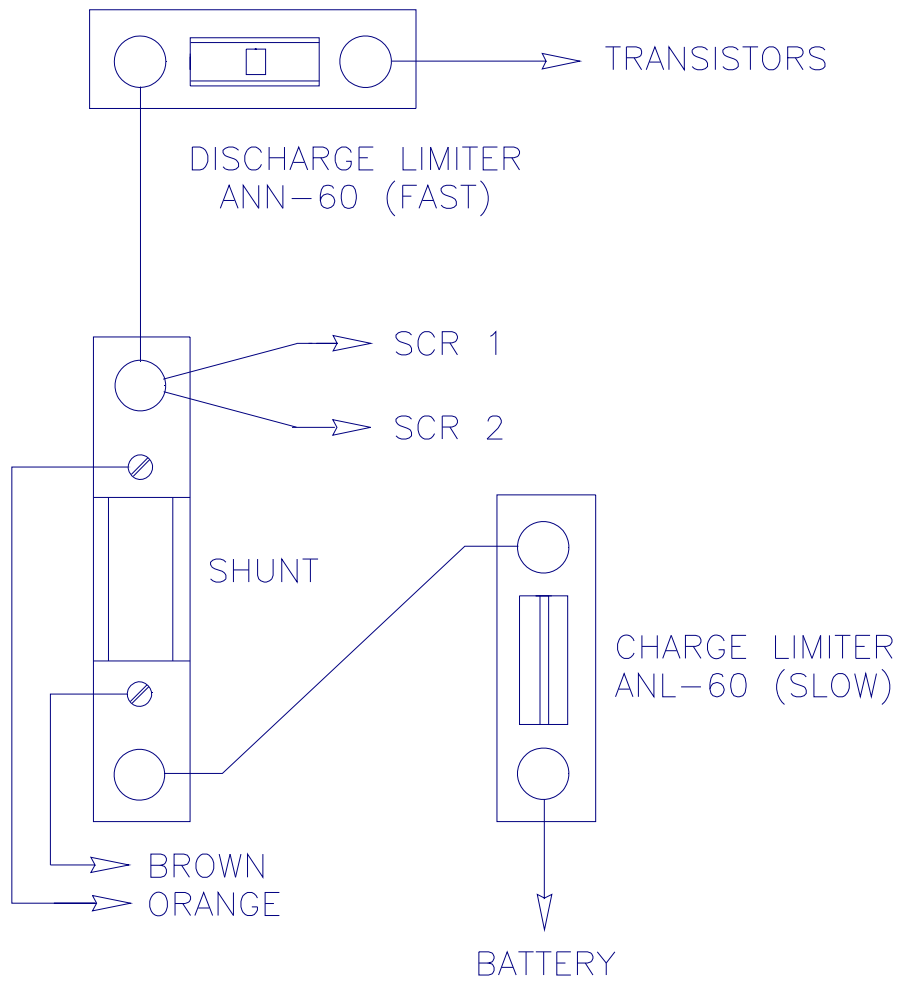 TRANSISTORS
DISCHARGE LIMITER
ANN-60 (FAST)
SCR 1
SCR 2
SHUNT
CHARGE LIMITER
ANL-60 (SLOW)
BROWN
ORANGE
BATTERY